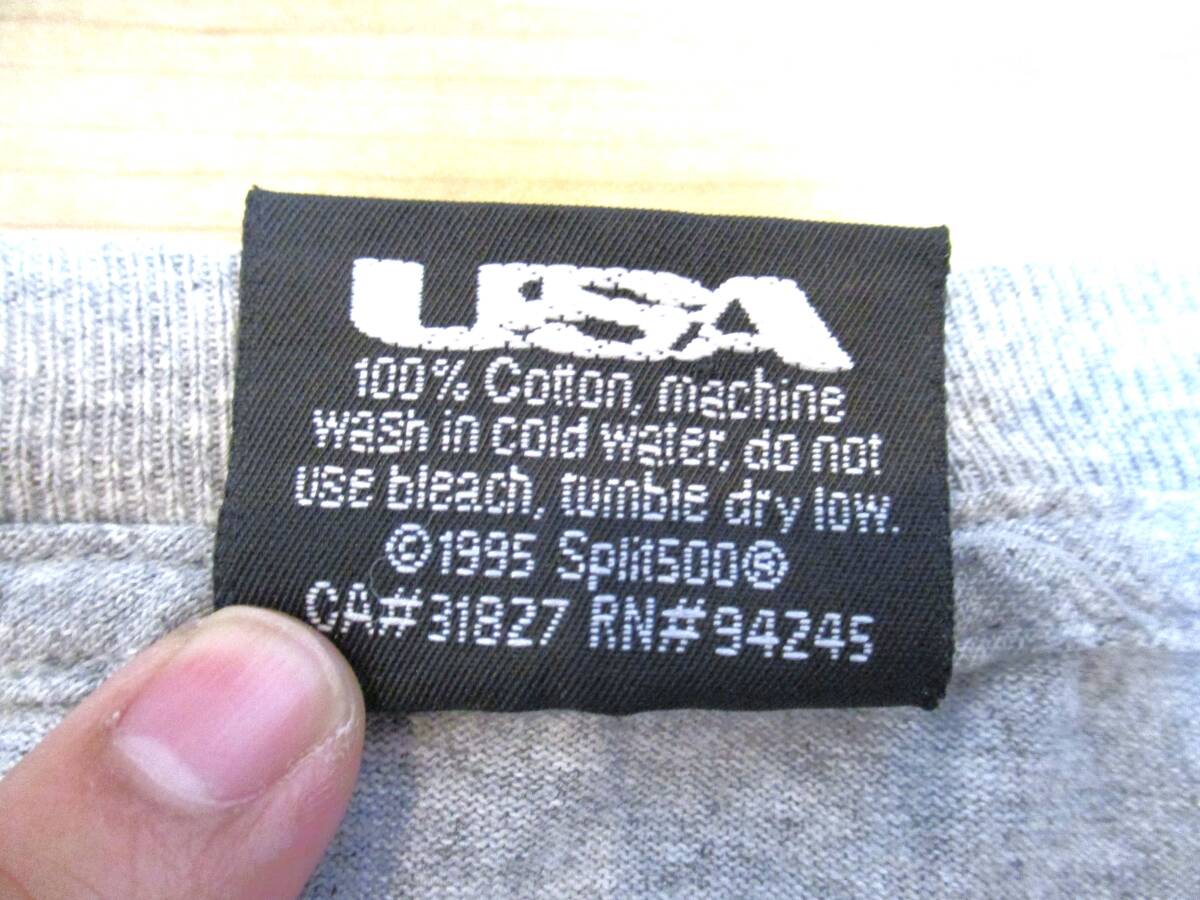 USA
100% Cotton, machine
wash in cold water, do not
use bleach, tumble dry low.
©1995 Split500®
CA#31827 RN#94245